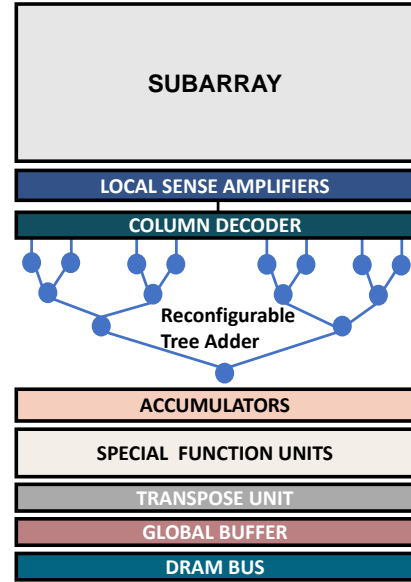 SUBARRAY
LOCAL SENSE AMPLIFIERS
COLUMN DECODER
Reconfigurable
Tree Adder
ACCUMULATORS
SPECIAL FUNCTION UNITS
TRANSPOSE UNIT
GLOBAL BUFFER
DRAM BUS